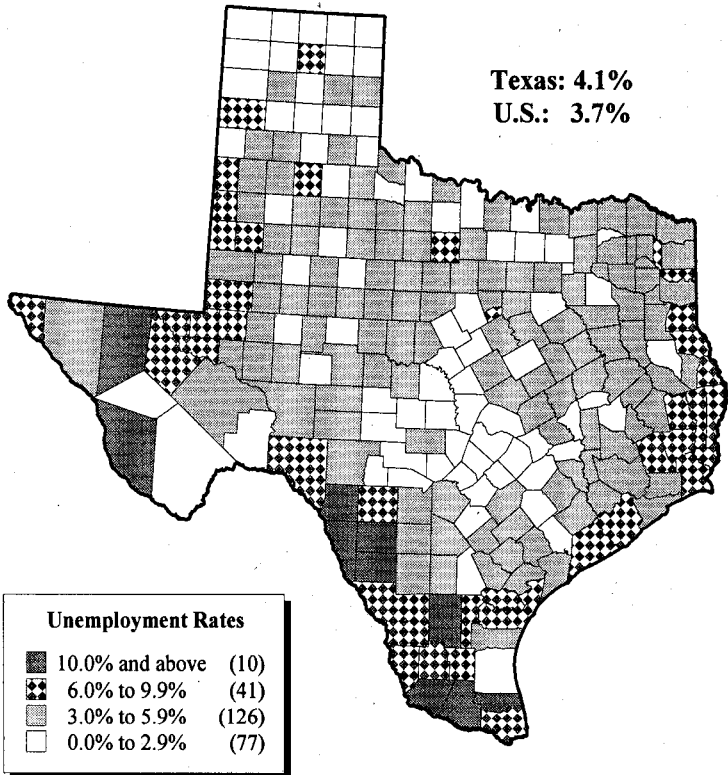 Texas: 4.1%
U.S.: 3.7%
Unemployment Rates
10.0% and above (10)
6.0% to 9.9% (41)
3.0% to 5.9% (126)
0.0% to 2.9% (77)